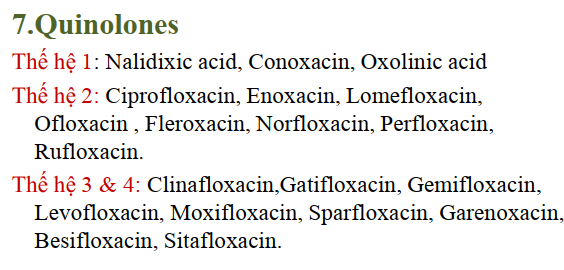 7.Quinolones
Thế hệ 1: Nalidixic acid, Conoxacin, Oxolinic acid
Thế hệ 2: Ciprofloxacin, Enoxacin, Lomefloxacin,
Ofloxacin , Fleroxacin, Norfloxacin, Perfloxacin,
Rufloxacin.
Thế hệ 3 & 4: Clinafloxacin,Gatifloxacin, Gemifloxacin,
Levofloxacin, Moxifloxacin, Sparfloxacin, Garenoxacin,
Besifloxacin, Sitafloxacin.